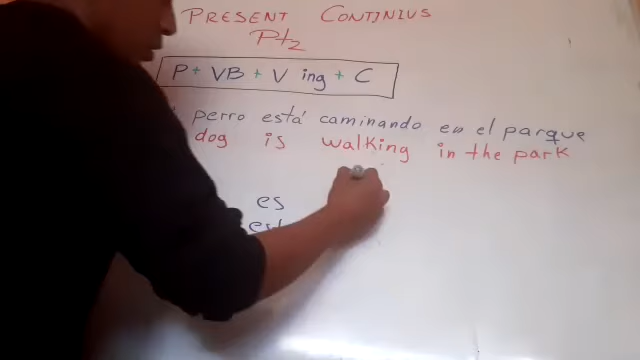 PRESENT CONTINIUS
Pt2
P + VB + V ing + C
perro está caminando en el parque
dog is walking in the park
es